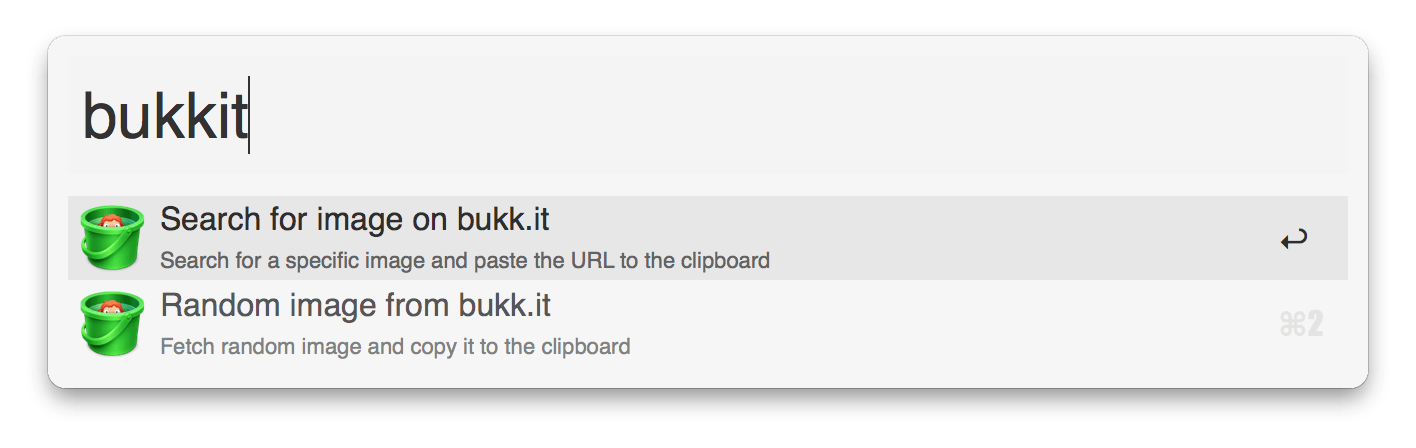 bukkit
Search for image on bukk.it
Search for a specific image and paste the URL to the clipboard
Random image from bukk.it
⌘2
Fetch random image and copy it to the clipboard